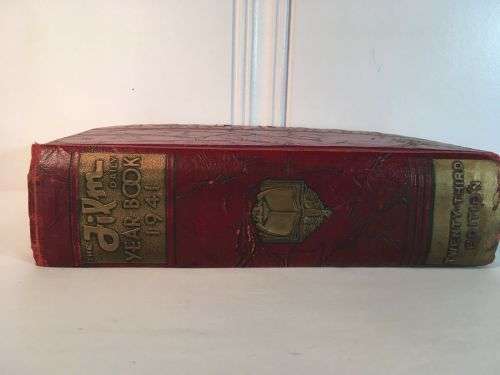 THE
Film
DAILY
YEAR BOOK
1941
TWENTY-THIRD
EDITION